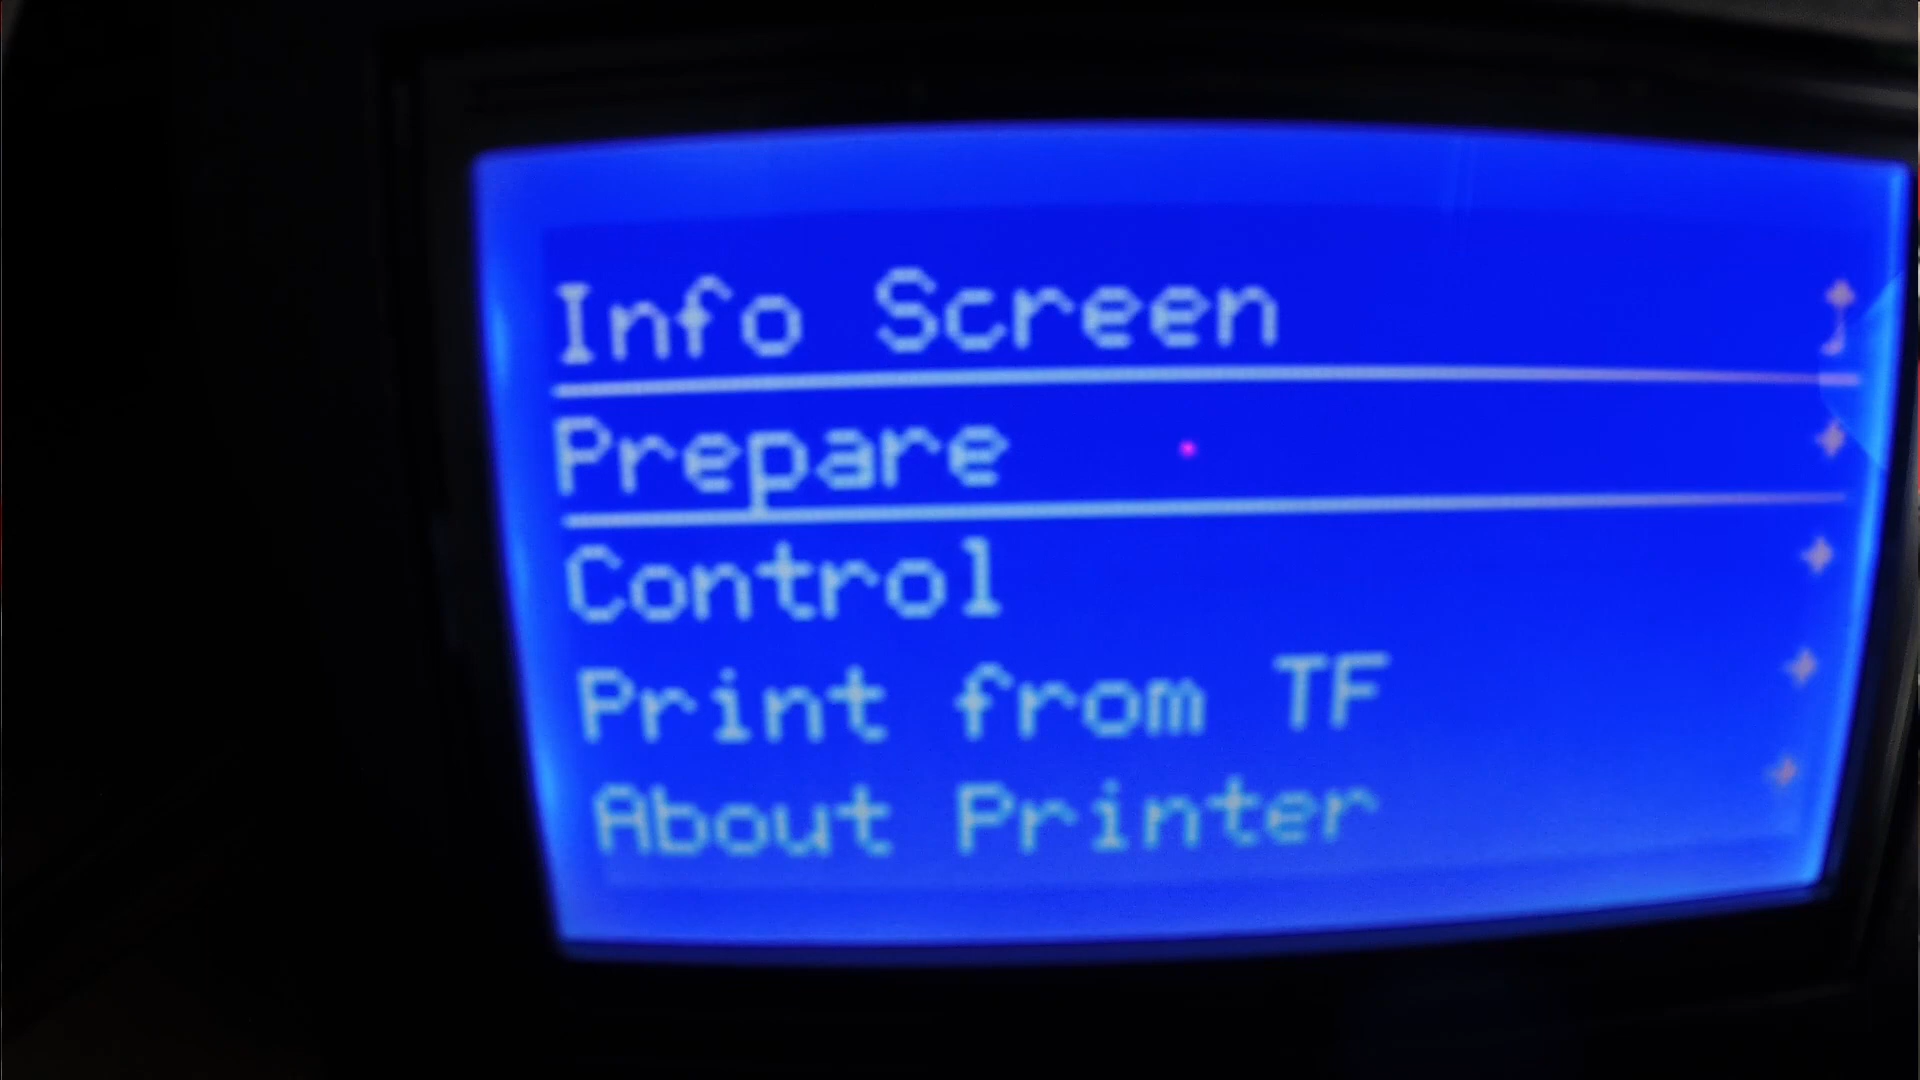 Info Screen
Prepare
Control
Print from TF
About Printer